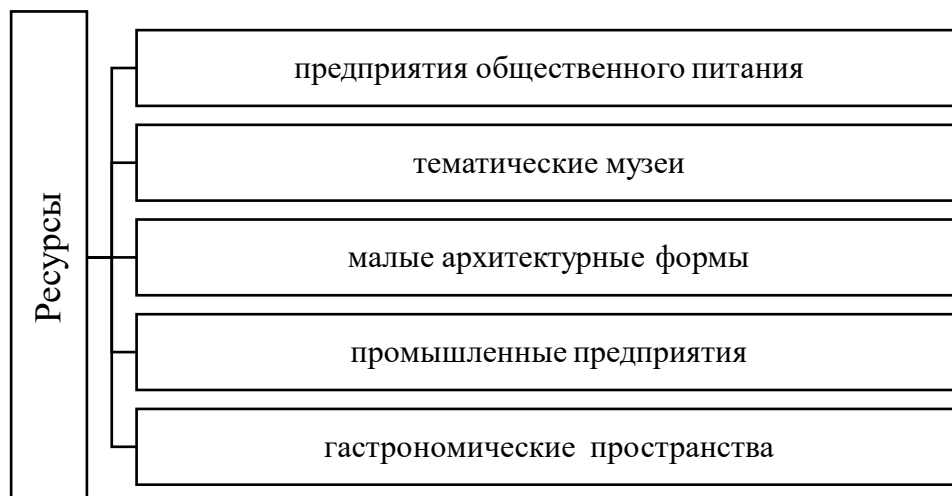 Ресурсы
предприятия общественного питания
тематические музеи
малые архитектурные формы
промышленные предприятия
гастрономические пространства